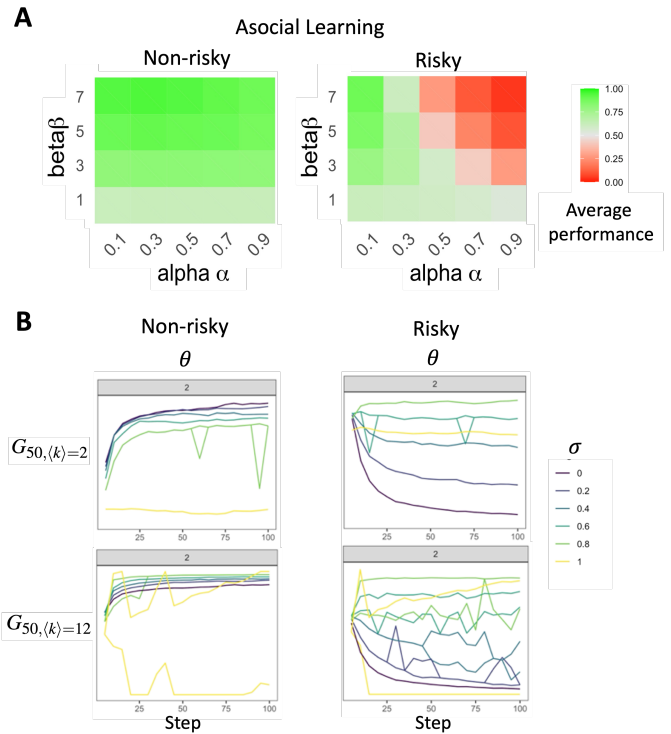 A
Asocial Learning
Non-risky
Risky
betaβ
7
5
3
1
0.1 0.3 0.5 0.7 0.9
alpha α
betaβ
7
5
3
1
0.1 0.3 0.5 0.7 0.9
alpha α
1.00
0.75
0.50
0.25
0.00
Average
performance
B
Non-risky
Risky
θ
θ
G50,⟨k⟩=2
2
25 50 75 100
2
25 50 75 100
σ
0
0.2
0.4
0.6
0.8
1
G50,⟨k⟩=12
2
25 50 75 100
Step
2
25 50 75 100
Step